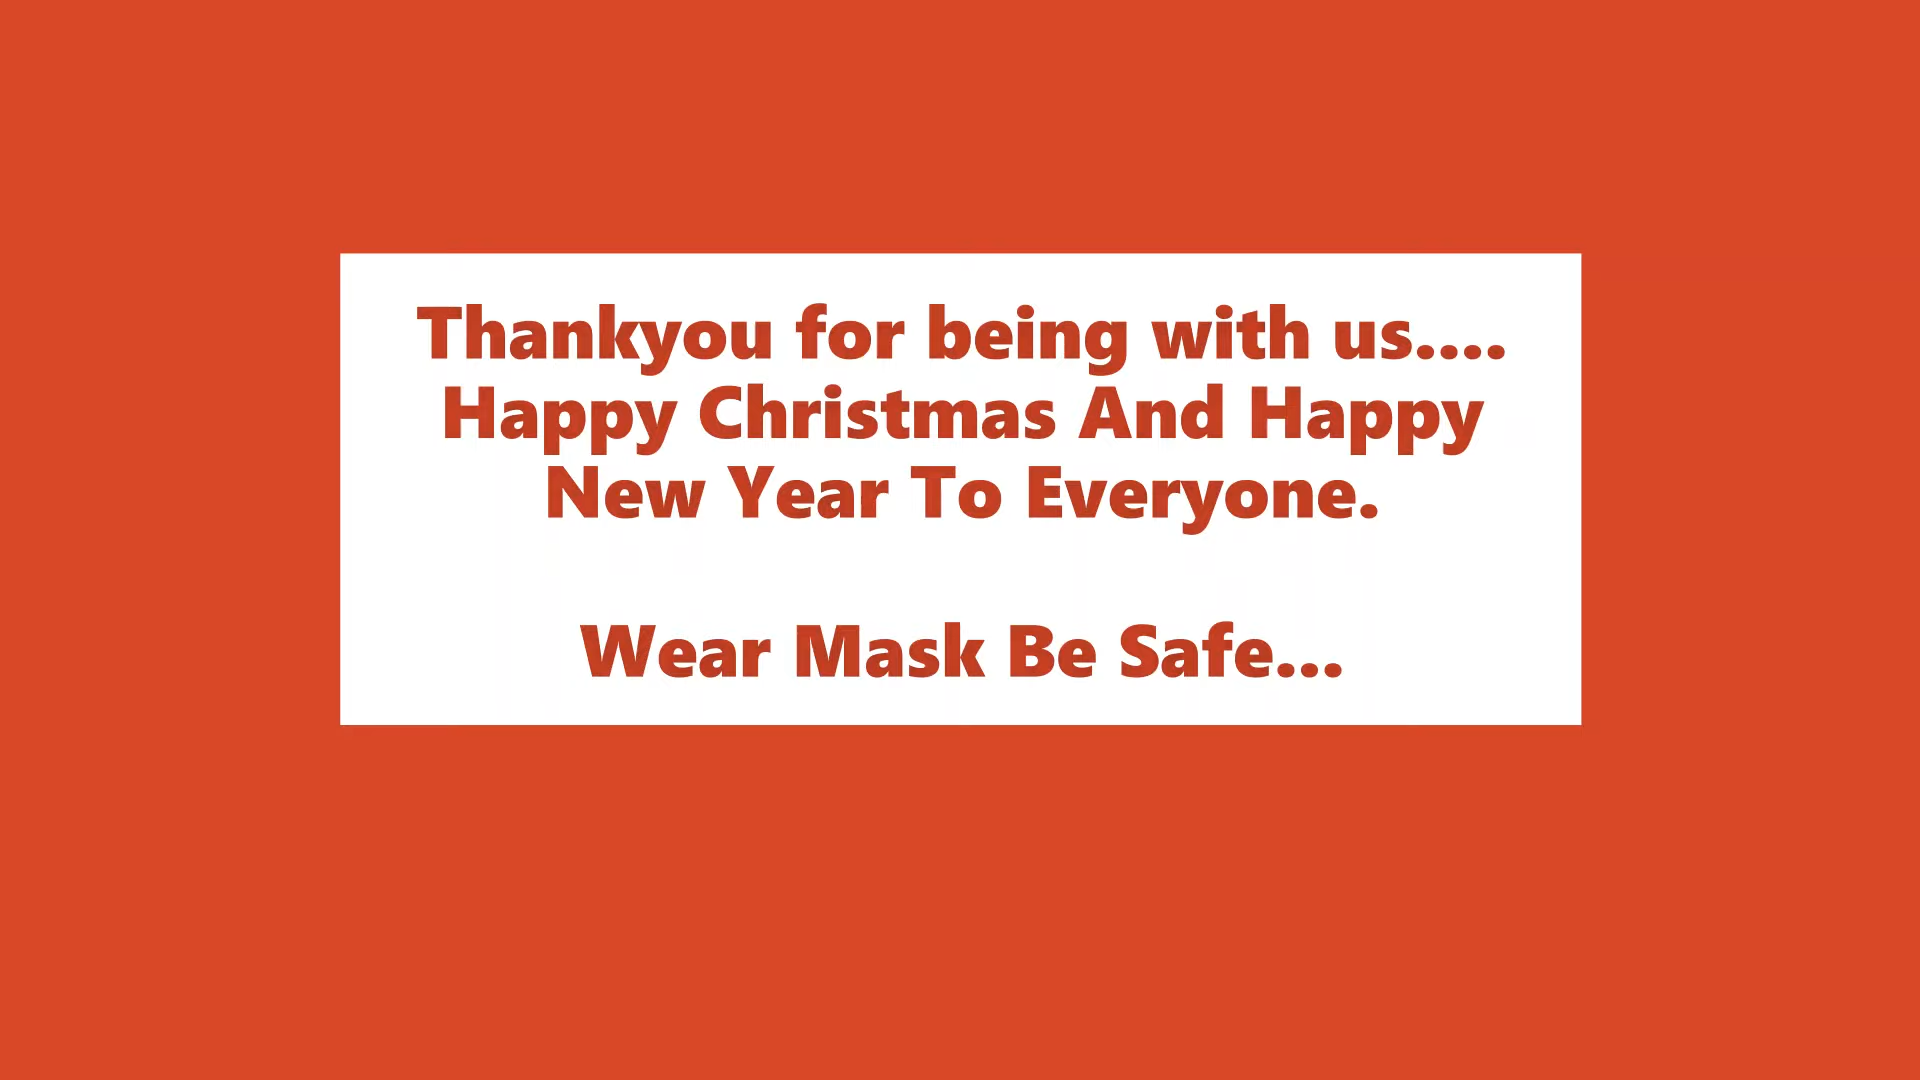 Thankyou for being with us....
Happy Christmas And Happy
New Year To Everyone.
Wear Mask Be Safe...